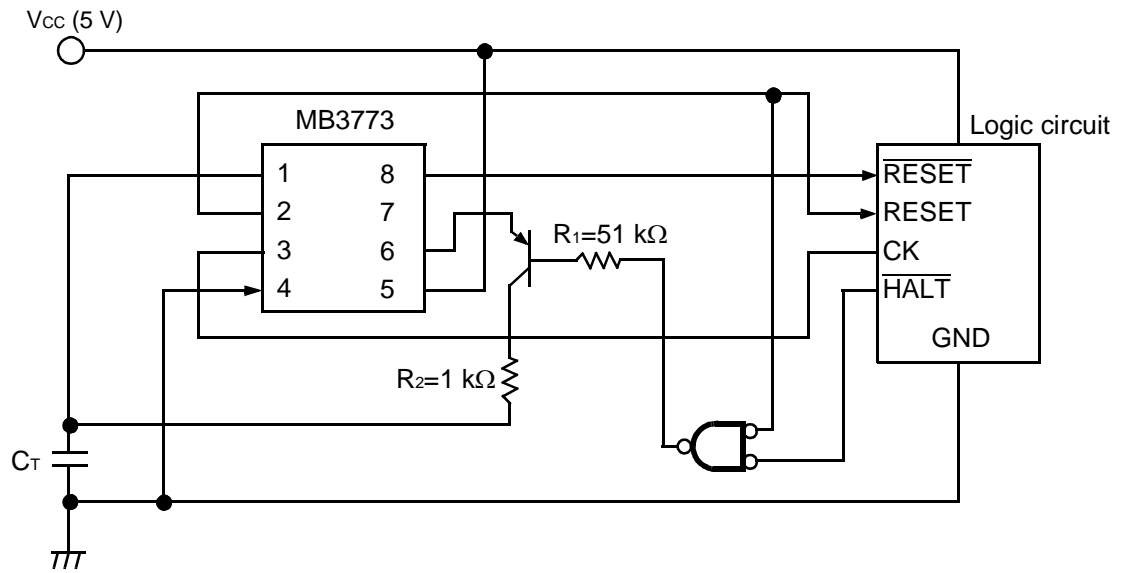 VCC (5 V)
MB3773
Logic circuit
1 8
2 7
3 6
4 5
RESET
RESET
CK
HALT
GND
R1=51 kΩ
R2=1 kΩ
CT